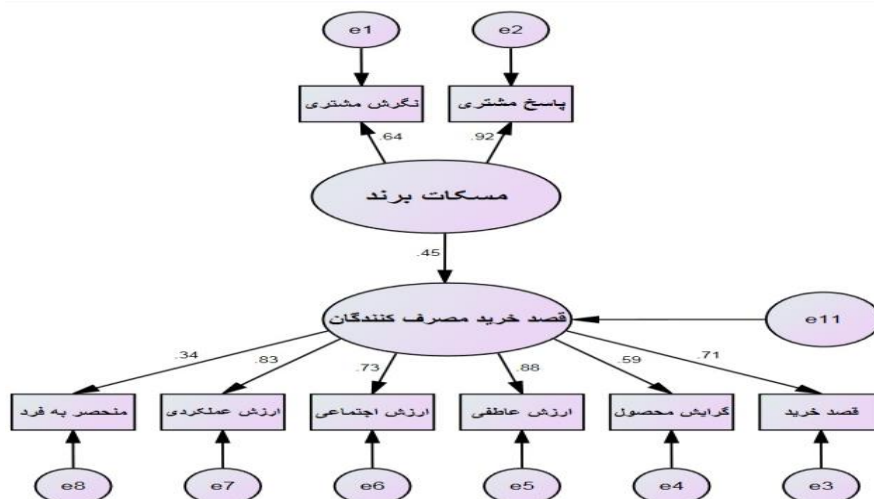 e1
e2
نگرش مشتری
پاسخ مشتری
.64
.92
مسکات برند
.45
قصد خرید مصرف کنندگان
e11
.34
.83
.73
.88
.59
.71
منحصر به فرد
ارزش عملکردی
ارزش اجتماعی
ارزش عاطفی
گرایش محصول
قصد خرید
e8
e7
e6
e5
e4
e3